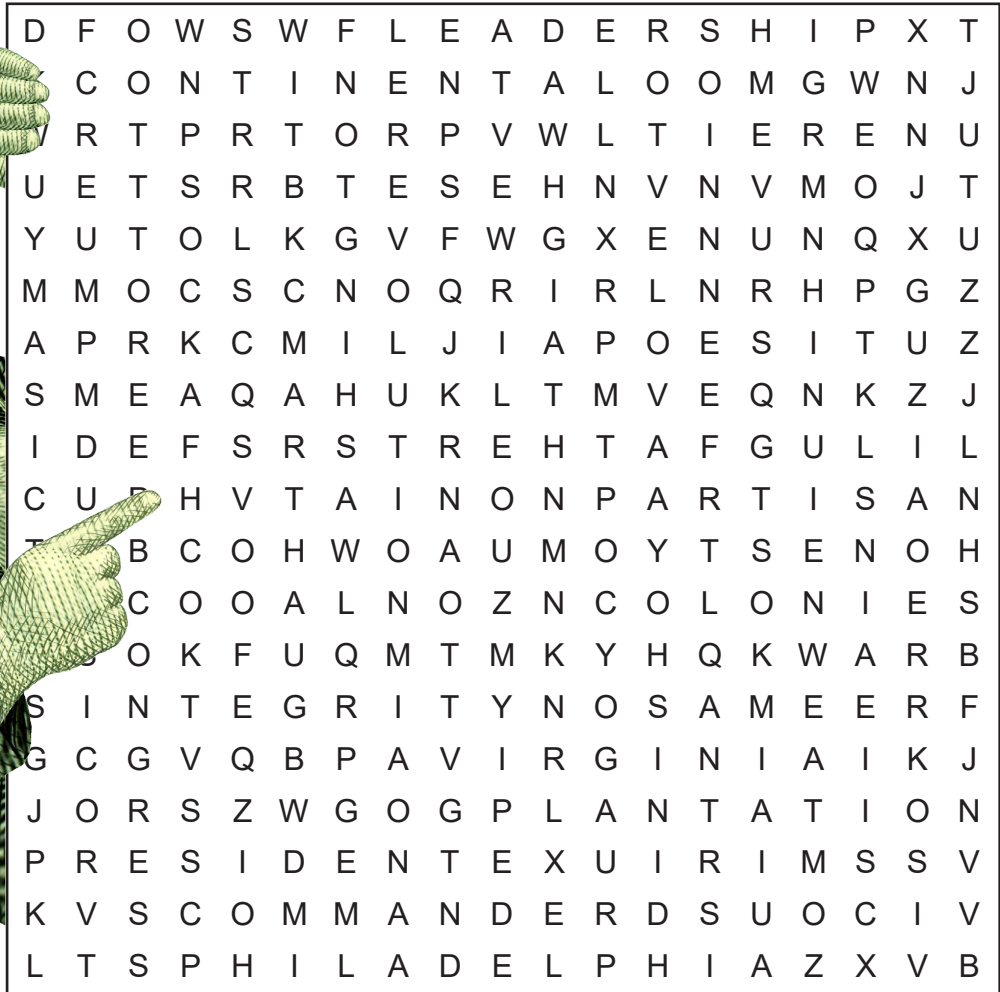 D F O W S W F L E A D E R S H I P X T
C O N T I N E N T A L O O M G W N J
R T P R T O R P V W L T I E R E N U
U E T S R B T E S E H N V N V M O J T
Y U T O L K G V F W G X E N U N Q X U
M M O C S C N O Q R I R L N R H P G Z
A P R K C M I L J I A P O E S I T U Z
S M E A Q A H U K L T M V E Q N K Z J
I D E F S R S T R E H T A F G U L I L
C U H V T A I N O N P A R T I S A N
B C O H W O A U M O Y T S E N O H
C O O A L N O Z N C O L O N I E S
O K F U Q M T M K Y H Q K W A R B
S I N T E G R I T Y N O S A M E E R F
G C G V Q B P A V I R G I N I A I K J
J O R S Z W G O G P L A N T A T I O N
P R E S I D E N T E X U I R I M S S V
K V S C O M M A N D E R D S U O C I V
L T S P H I L A D E L P H I A Z X V B